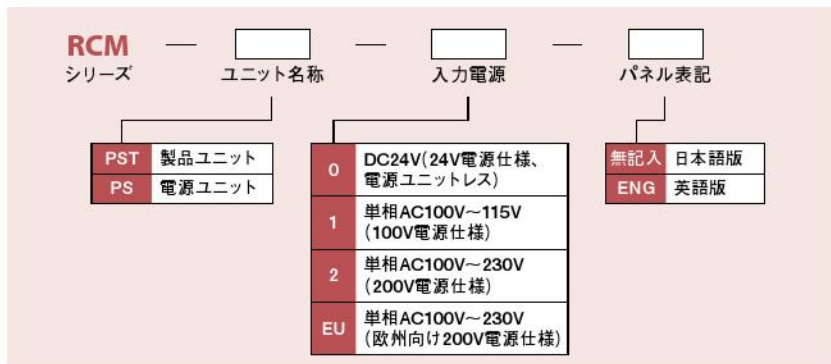 RCM — — —
シリーズ ユニット名称 入力電源 パネル表記
PST 製品ユニット
PS 電源ユニット
0 DC24V(24V電源仕様、
電源ユニットレス)
1 単相AC100V～115V
(100V電源仕様)
2 単相AC100V～230V
(200V電源仕様)
EU 単相AC100V～230V
(欧州向け200V電源仕様)
無記入 日本語版
ENG 英語版